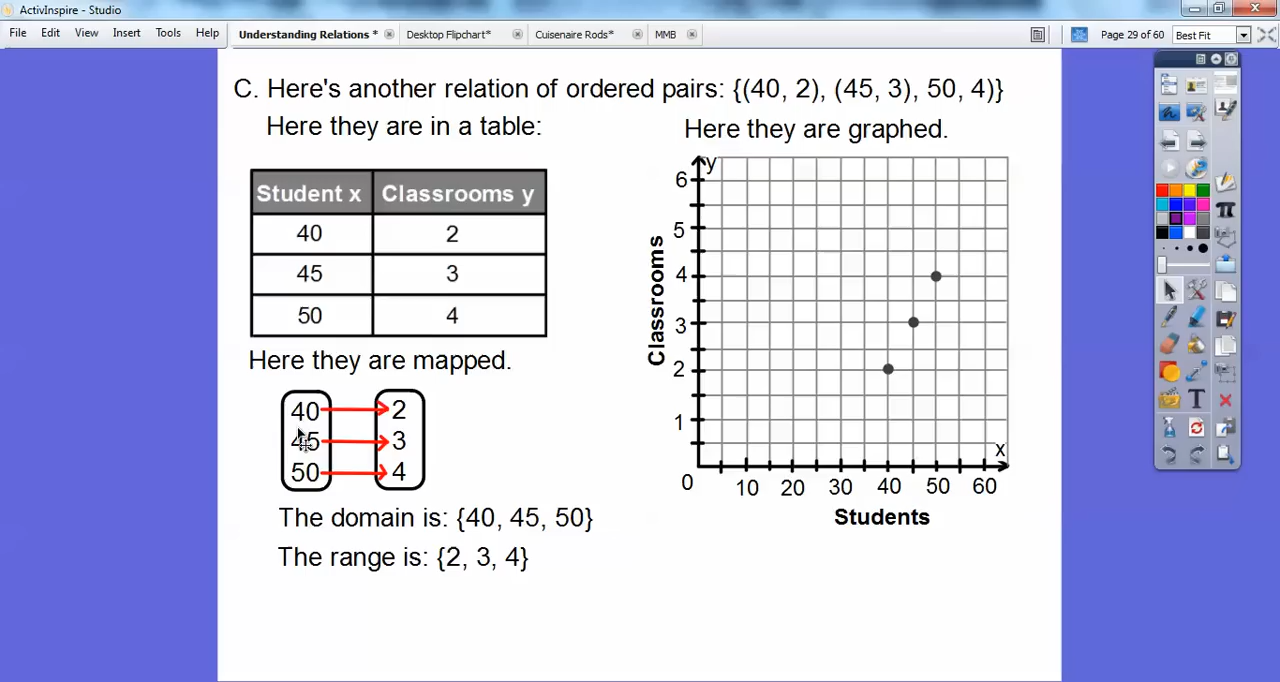 ActivInspire - Studio
File Edit View Insert Tools Help Understanding Relations * Desktop Flipchart* Cuisenaire Rods* MMB Page 29 of 60 Best Fit
C. Here's another relation of ordered pairs: {(40, 2), (45, 3), 50, 4)}
Here they are in a table:
Student x Classrooms y
40 2
45 3
50 4
Here they are mapped.
40 2
45 3
50 4
The domain is: {40, 45, 50}
The range is: {2, 3, 4}
Here they are graphed.
y
6
5
4
3
2
1
0 10 20 30 40 50 60
x
Classrooms
Students